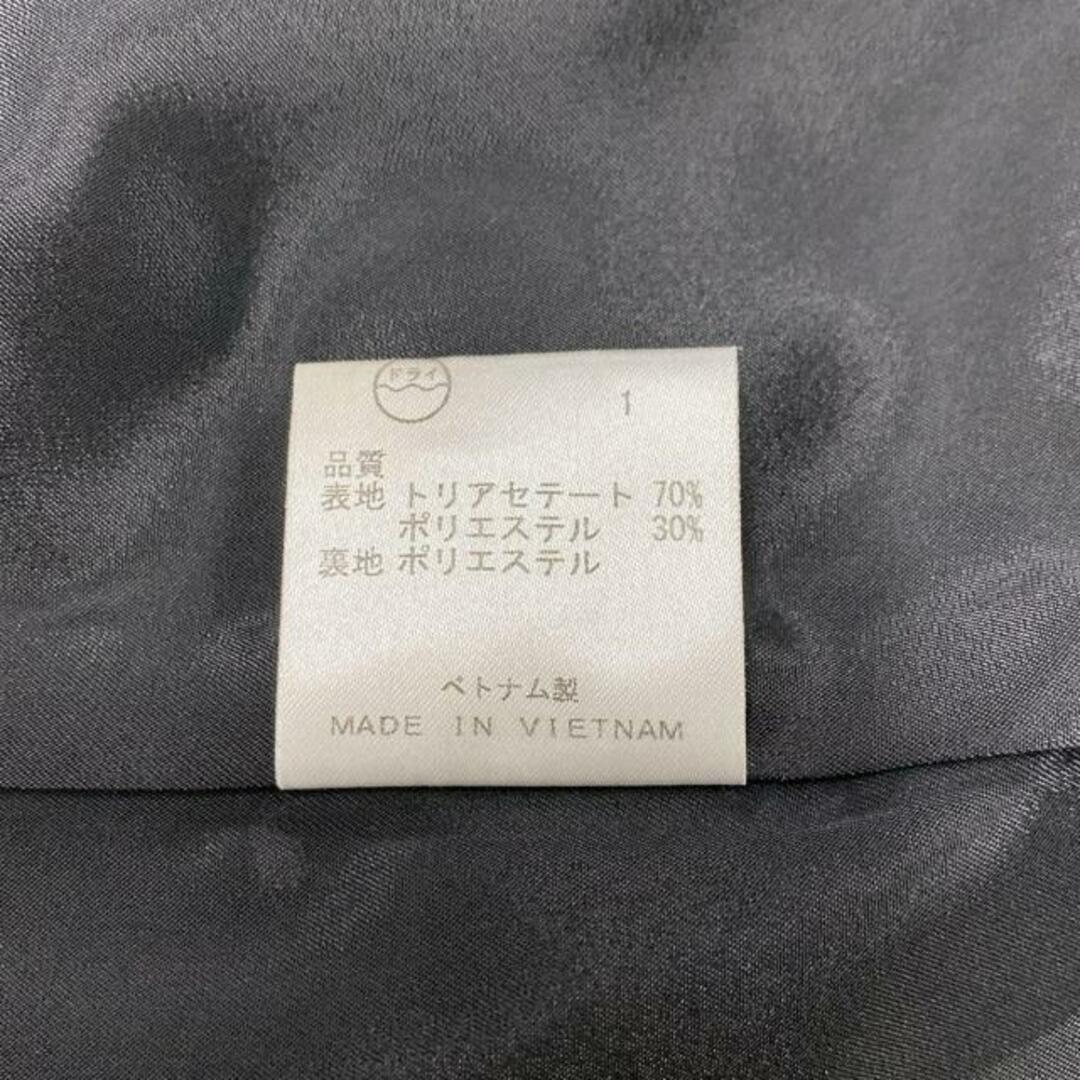 ドライ
1
品質
表地 トリアセテート 70%
ポリエステル 30%
裏地 ポリエステル
ベトナム製
MADE IN VIETNAM